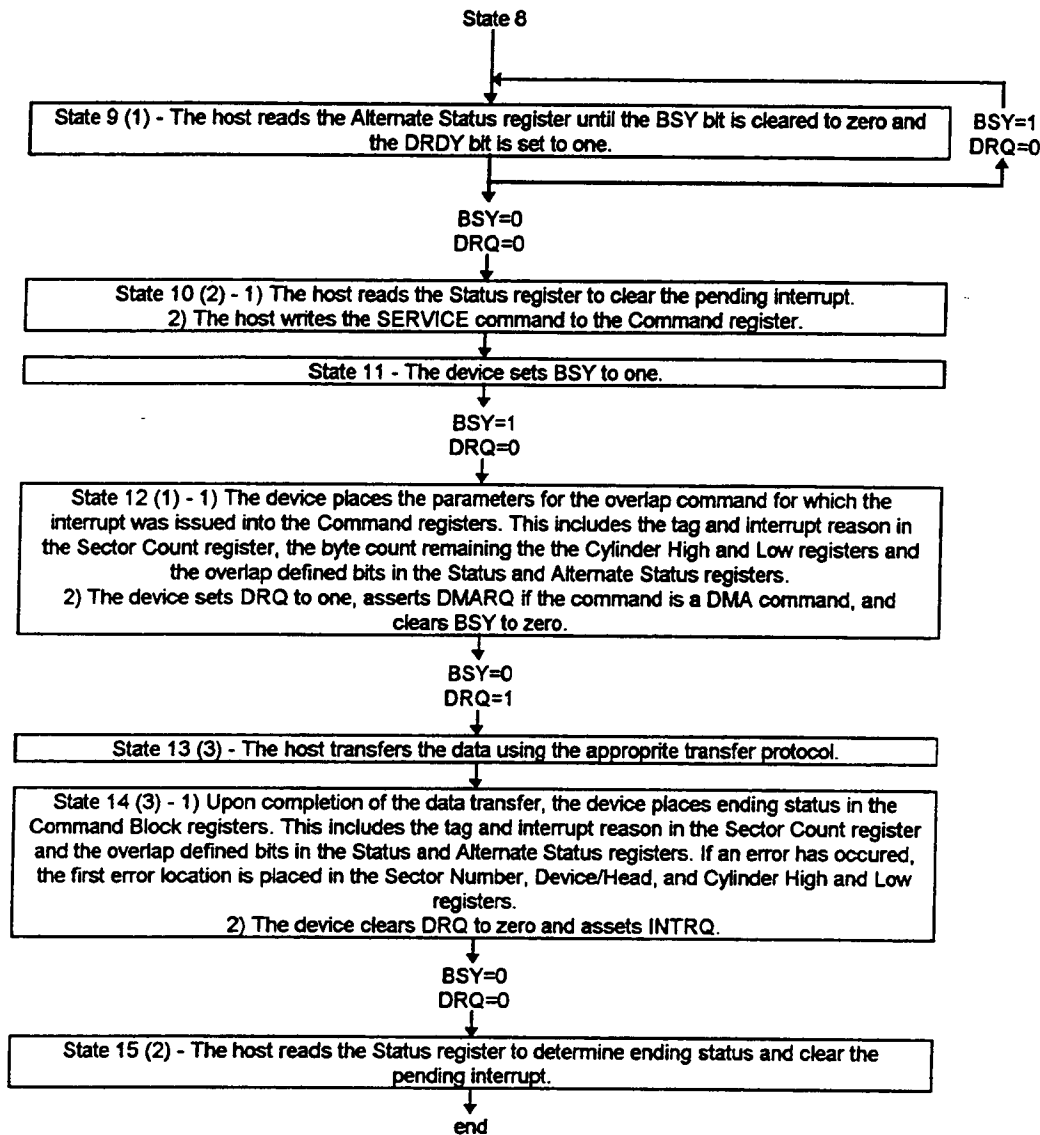 State 8
State 9 (1) - The host reads the Alternate Status register until the BSY bit is cleared to zero and
the DRDY bit is set to one.
BSY=1
DRQ=0
BSY=0
DRQ=0
State 10 (2) - 1) The host reads the Status register to clear the pending interrupt.
2) The host writes the SERVICE command to the Command register.
State 11 - The device sets BSY to one.
BSY=1
DRQ=0
State 12 (1) - 1) The device places the parameters for the overlap command for which the
interrupt was issued into the Command registers. This includes the tag and interrupt reason in
the Sector Count register, the byte count remaining the the Cylinder High and Low registers and
the overlap defined bits in the Status and Alternate Status registers.
2) The device sets DRQ to one, asserts DMARQ if the command is a DMA command, and
clears BSY to zero.
BSY=0
DRQ=1
State 13 (3) - The host transfers the data using the approprite transfer protocol.
State 14 (3) - 1) Upon completion of the data transfer, the device places ending status in the
Command Block registers. This includes the tag and interrupt reason in the Sector Count register
and the overlap defined bits in the Status and Alternate Status registers. If an error has occured,
the first error location is placed in the Sector Number, Device/Head, and Cylinder High and Low
registers.
2) The device clears DRQ to zero and assets INTRQ.
BSY=0
DRQ=0
State 15 (2) - The host reads the Status register to determine ending status and clear the
pending interrupt.
end